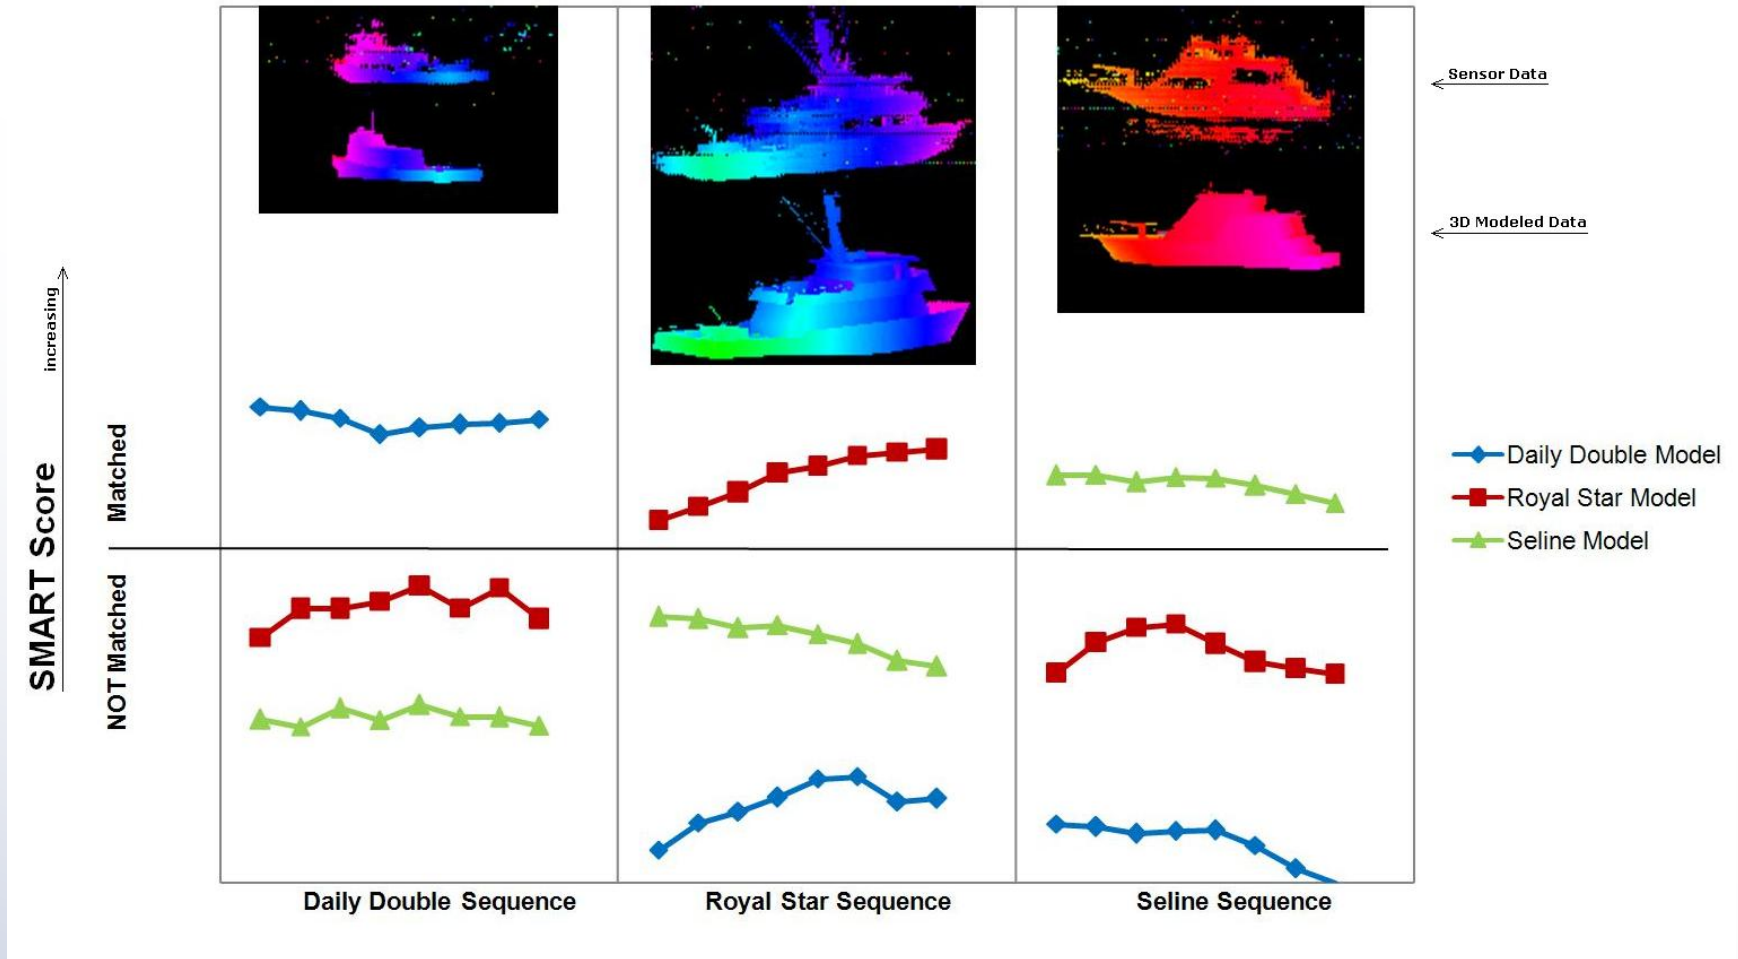 Sensor Data
3D Modeled Data
increasing
SMART Score
Matched
NOT Matched
Daily Double Model
Royal Star Model
Seline Model
Daily Double Sequence
Royal Star Sequence
Seline Sequence